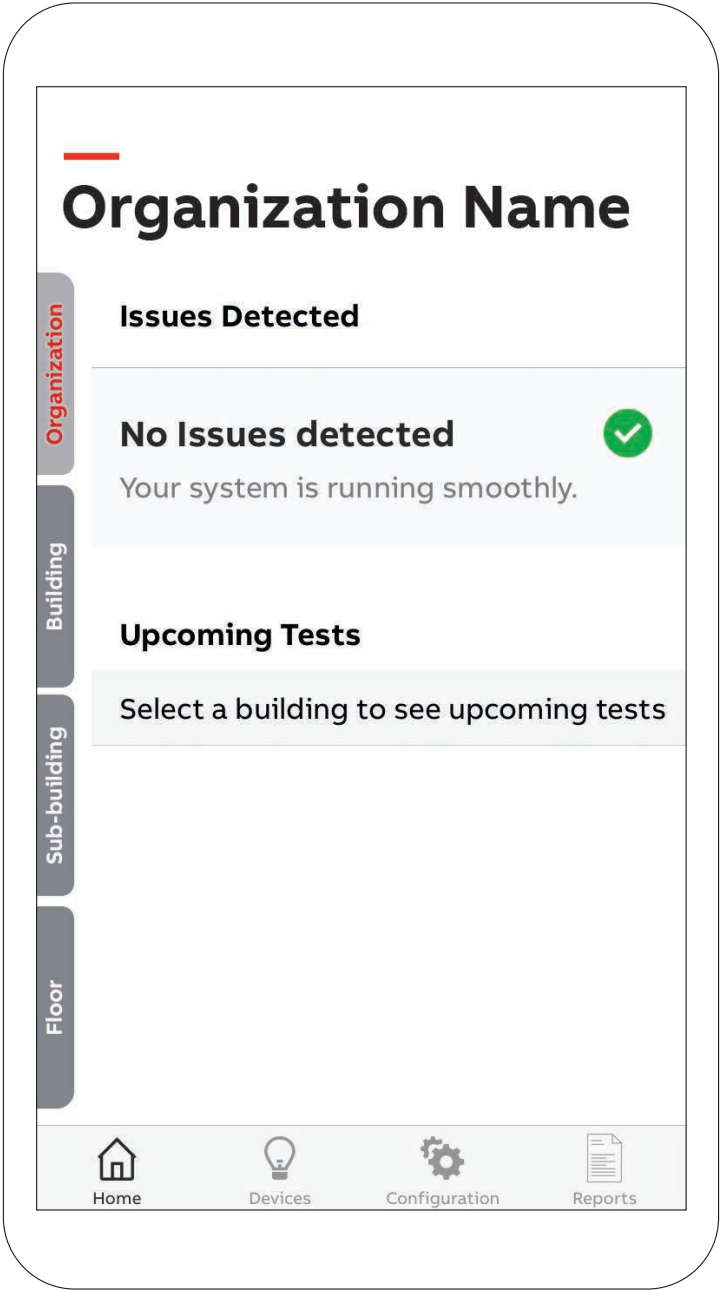 Organization Name
Organization
Issues Detected
No Issues detected
Your system is running smoothly.
Building
Upcoming Tests
Select a building to see upcoming tests
Sub-building
Floor
Home
Devices
Configuration
Reports